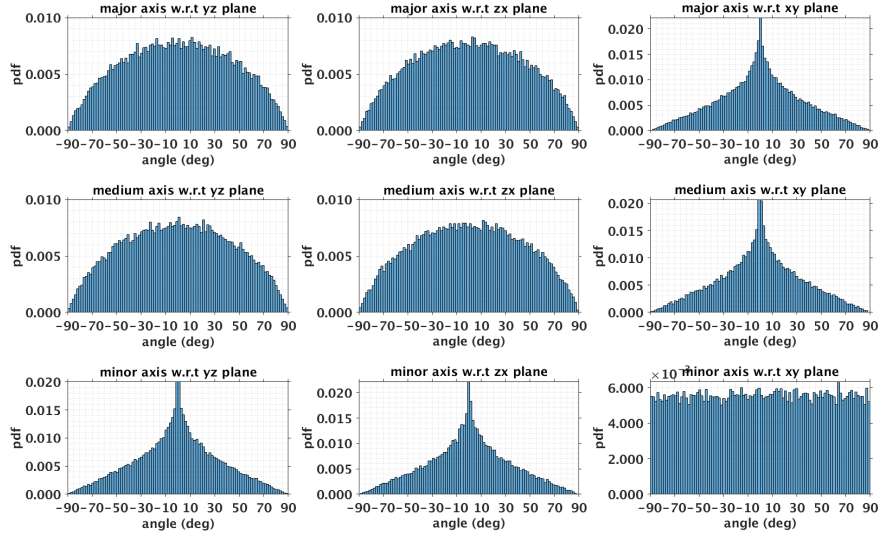 major axis w.r.t yz plane
0.010
0.005
0.000
pdf
-90 -70 -50 -30 -10 10 30 50 70 90
angle (deg)
major axis w.r.t zx plane
0.010
0.005
0.000
pdf
-90 -70 -50 -30 -10 10 30 50 70 90
angle (deg)
major axis w.r.t xy plane
0.020
0.015
0.010
0.005
0.000
pdf
-90 -70 -50 -30 -10 10 30 50 70 90
angle (deg)
medium axis w.r.t yz plane
0.010
0.005
0.000
pdf
-90 -70 -50 -30 -10 10 30 50 70 90
angle (deg)
medium axis w.r.t zx plane
0.010
0.005
0.000
pdf
-90 -70 -50 -30 -10 10 30 50 70 90
angle (deg)
medium axis w.r.t xy plane
0.020
0.015
0.010
0.005
0.000
pdf
-90 -70 -50 -30 -10 10 30 50 70 90
angle (deg)
minor axis w.r.t yz plane
0.020
0.015
0.010
0.005
0.000
pdf
-90 -70 -50 -30 -10 10 30 50 70 90
angle (deg)
minor axis w.r.t zx plane
0.020
0.015
0.010
0.005
0.000
pdf
-90 -70 -50 -30 -10 10 30 50 70 90
angle (deg)
×10
minor axis w.r.t xy plane
6.000
4.000
2.000
0.000
pdf
-90 -70 -50 -30 -10 10 30 50 70 90
angle (deg)